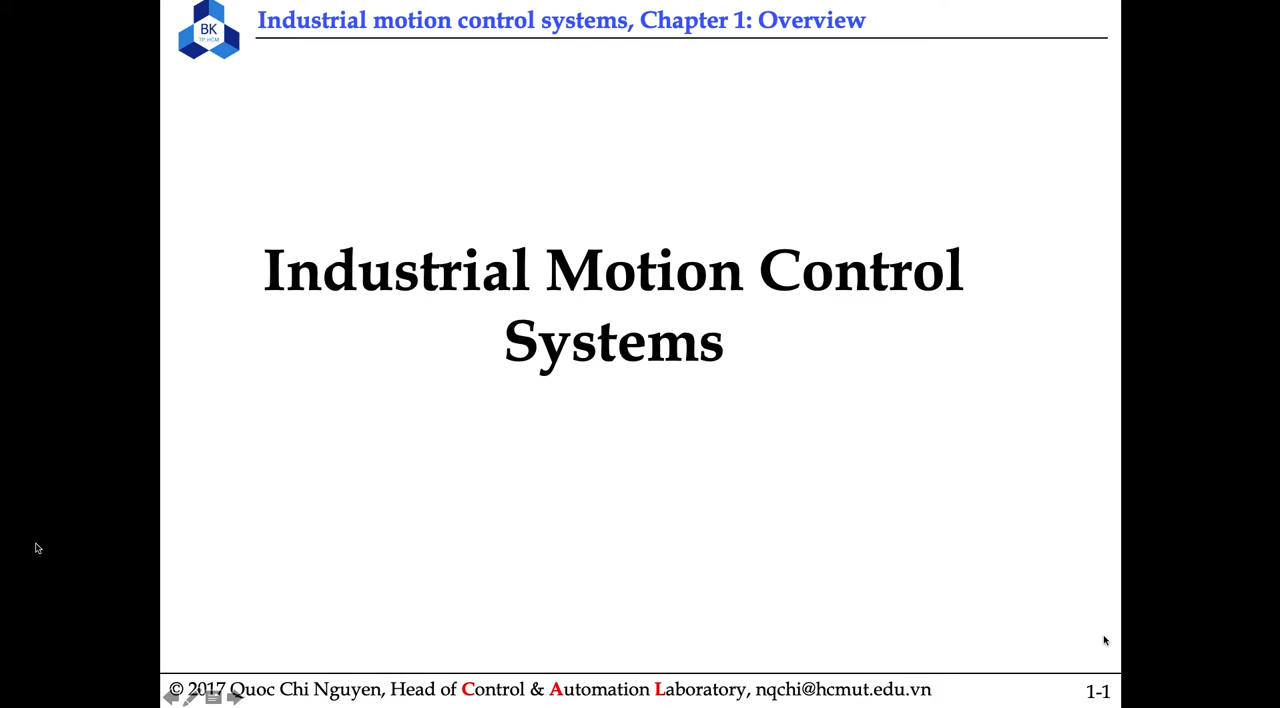 BK
TP.HCM
Industrial motion control systems, Chapter 1: Overview
Industrial Motion Control
Systems
© 2017 Quoc Chi Nguyen, Head of Control & Automation Laboratory, nqchi@hcmut.edu.vn
1-1